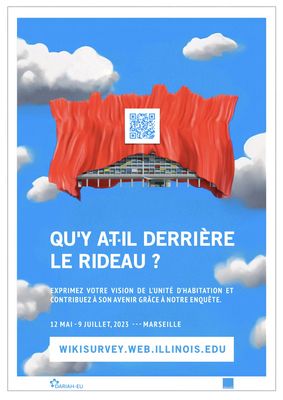 QU'Y A-T-IL DERRIÈRE
LE RIDEAU ?
EXPRIMEZ VOTRE VISION DE L'UNITÉ D'HABITATION ET
CONTRIBUEZ À SON AVENIR GRÂCE À NOTRE ENQUÊTE.
12 MAI - 9 JUILLET, 2023 --- MARSEILLE
WIKISURVEY.WEB.ILLINOIS.EDU
DARIAH-EU